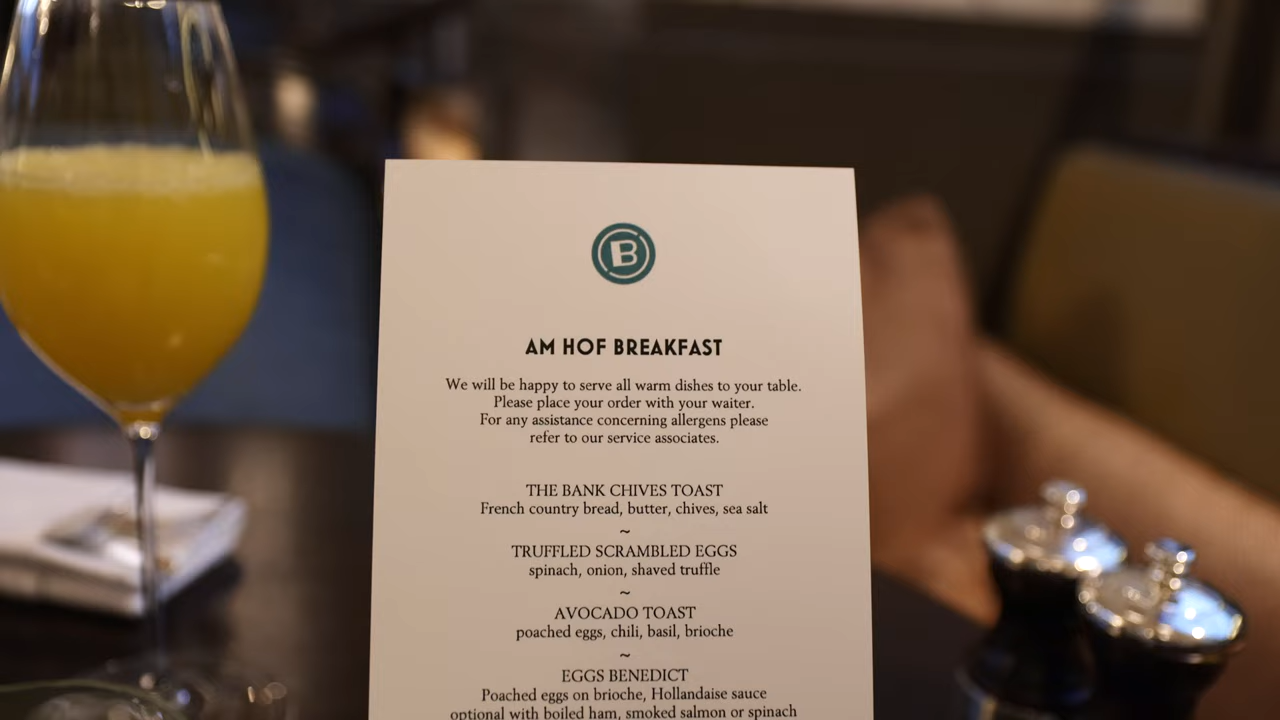 B
AM HOF BREAKFAST
We will be happy to serve all warm dishes to your table.
Please place your order with your waiter.
For any assistance concerning allergens please
refer to our service associates.
THE BANK CHIVES TOAST
French country bread, butter, chives, sea salt
~
TRUFFLED SCRAMBLED EGGS
spinach, onion, shaved truffle
~
AVOCADO TOAST
poached eggs, chili, basil, brioche
~
EGGS BENEDICT
Poached eggs on brioche, Hollandaise sauce
optional with boiled ham, smoked salmon or spinach